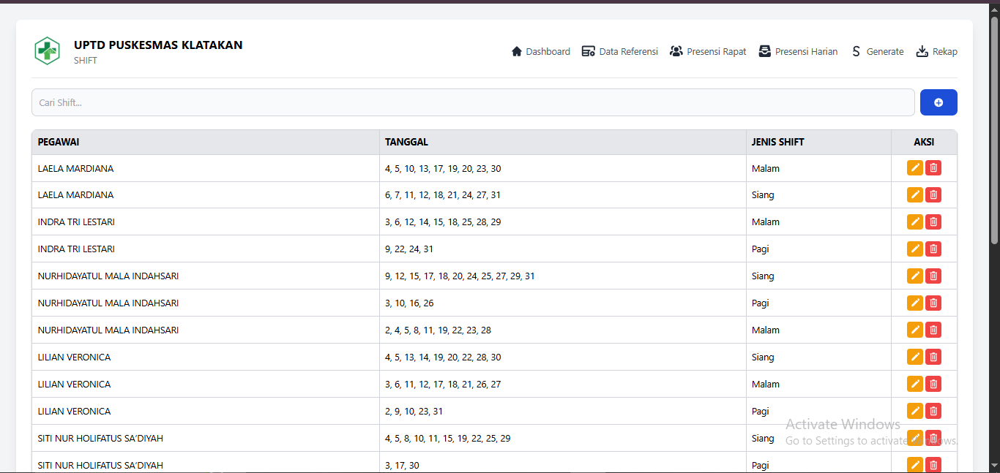 UPTD PUSKESMAS KLATAKAN
SHIFT
Dashboard Data Referensi Presensi Rapat Presensi Harian Generate Rekap
Cari Shift...
PEGAWAI TANGGAL JENIS SHIFT AKSI
LAELA MARDIANA 4, 5, 10, 13, 17, 19, 20, 23, 30 Malam
LAELA MARDIANA 6, 7, 11, 12, 18, 21, 24, 27, 31 Siang
INDRA TRI LESTARI 3, 6, 12, 14, 15, 18, 25, 28, 29 Malam
INDRA TRI LESTARI 9, 22, 24, 31 Pagi
NURHIDAYATUL MALA INDAHSARI 9, 12, 15, 17, 18, 20, 24, 25, 27, 29, 31 Siang
NURHIDAYATUL MALA INDAHSARI 3, 10, 16, 26 Pagi
NURHIDAYATUL MALA INDAHSARI 2, 4, 5, 8, 11, 19, 22, 23, 28 Malam
LILIAN VERONICA 4, 5, 13, 14, 19, 20, 22, 28, 30 Siang
LILIAN VERONICA 3, 6, 11, 12, 17, 18, 21, 26, 27 Malam
LILIAN VERONICA 2, 9, 10, 23, 31 Pagi
Activate Windows
SITI NUR HOLIFATUS SA'DIYAH 4, 5, 8, 10, 11, 15, 19, 22, 25, 29 Siang
Go to Settings to activate Windows.
SITI NUR HOLIFATUS SA'DIYAH 3, 17, 30 Pagi